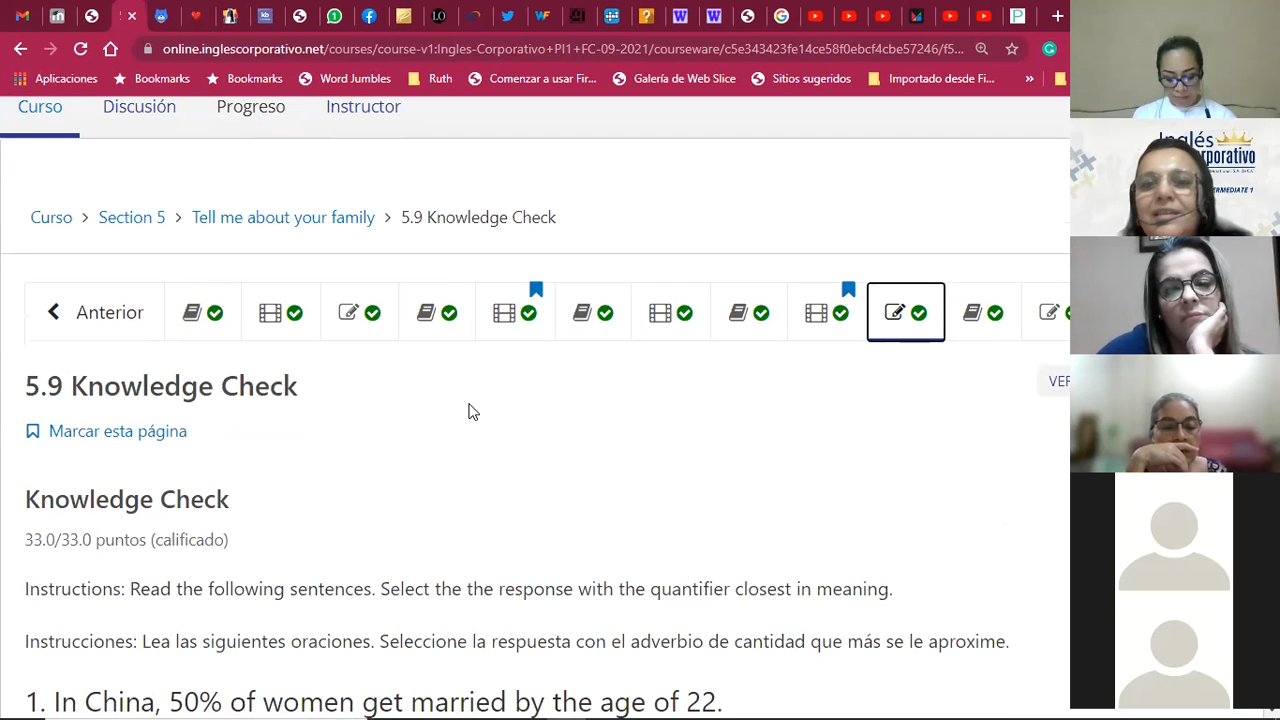 online.inglescorporativo.net/courses/course-v1:Ingles-Corporativo+PI1+FC-09-2021/courseware/c5e343423fe14ce58f0ebcf4cbe57246/f5...
Aplicaciones Bookmarks Bookmarks Word Jumbles Ruth Comenzar a usar Fir... Galería de Web Slice Sitios sugeridos Importado desde Fi... »
Curso Discusión Progreso Instructor
Curso > Section 5 > Tell me about your family > 5.9 Knowledge Check
Anterior
5.9 Knowledge Check
VER
Marcar esta página
Knowledge Check
33.0/33.0 puntos (calificado)
Instructions: Read the following sentences. Select the the response with the quantifier closest in meaning.
Instrucciones: Lea las siguientes oraciones. Seleccione la respuesta con el adverbio de cantidad que más se le aproxime.
1. In China, 50% of women get married by the age of 22.
Inglés